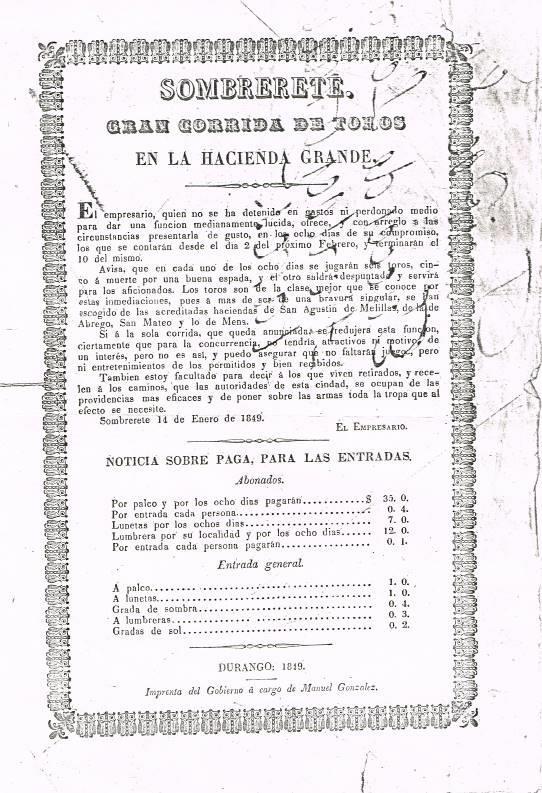 SOMBRERETE.
GRAN CORRIDA DE TOROS
EN LA HACIENDA GRANDE.
El empresario, quien no se ha detenido en gastos ni perdonado medio
para dar una funcion medianamente lucida, ofrece, y con arreglo a las
circunstancias presentarla de gusto, en los ocho dias de su compromiso,
los que se contarán desde el dia 2 del próximo Febrero, y terminarán el
10 del mismo.
Avisa, que en cada uno de los ocho dias se jugarán seis toros, cin-
co á muerte por una buena espada, y el otro saldrá despuntado y servirá
para los aficionados. Los toros son de la clase mejor que se conoce por
estas inmediaciones, pues á mas de ser de una bravura singular, se han
escogido de las acreditadas haciendas de San Agustin de Melillas, de la de
Abrego, San Mateo y lo de Mena.
Si á la sola corrida, que queda anunciada, se redujera esta funcion,
ciertamente que para la concurrencia, no tendria atractivos ni motivo de
un interés, pero no es asi, y puedo asegurar que no faltarán juegos, pero
ni entretenimientos de los permitidos y bien recibidos.
Tambien estoy facultado para decir á los que viven retirados, y rece-
len á los caminos, que las autoridades de esta ciudad, se ocupan de las
providencias mas eficaces y de poner sobre las armas toda la tropa que al
efecto se necesite.
Sombrerete 14 de Enero de 1849.
EL EMPRESARIO.
NOTICIA SOBRE PAGA, PARA LAS ENTRADAS.
Abonados.
Por palco y por los ocho dias pagarán............$ 35. 0.
Por entrada cada persona........................ 0. 4.
Lunetas por los ochos dias...................... 7. 0.
Lumbrera por su localidad y por los ocho dias...... 12. 0.
Por entrada cada persona pagarán................ 0. 1.
Entrada general.
A palco........................................ 1. 0.
A lunetas...................................... 1. 0.
Grada de sombra................................ 0. 4.
A lumbreras.................................... 0. 3.
Gradas de sol.................................. 0. 2.
DURANGO: 1849.
Imprenta del Gobierno á cargo de Manuel Gonzalez.